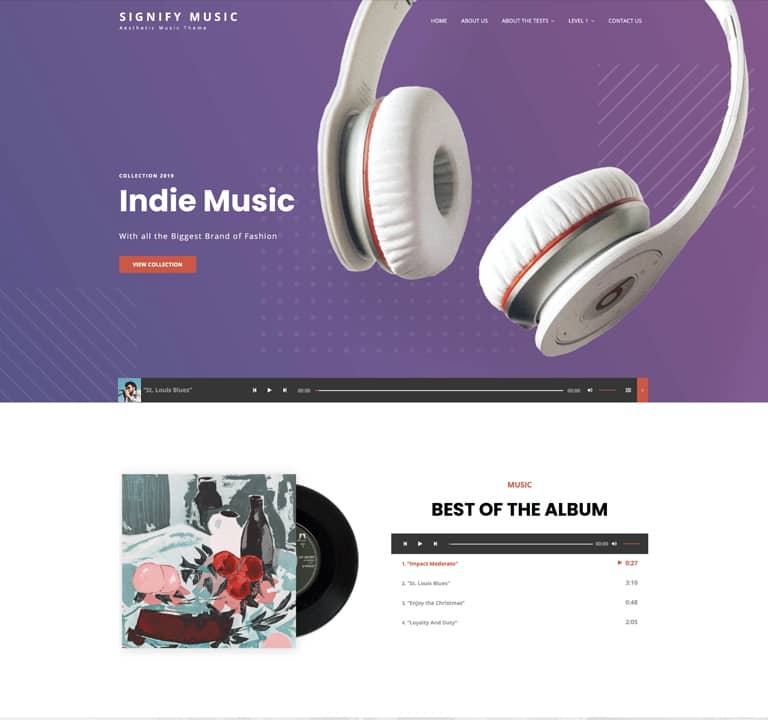 SIGNIFY MUSIC
Aesthetic Music Theme
HOME ABOUT US ABOUT THE TESTS LEVEL 1 CONTACT US
COLLECTION 2019
Indie Music
With all the Biggest Brand of Fashion
VIEW COLLECTION
"St. Louis Blues" 00:00 00:00
MUSIC
BEST OF THE ALBUM
00:00
1. "Impact Moderato" 0:27
2. "St. Louis Blues" 3:10
3. "Enjoy the Christmas" 0:48
4. "Loyality And Duty" 2:05